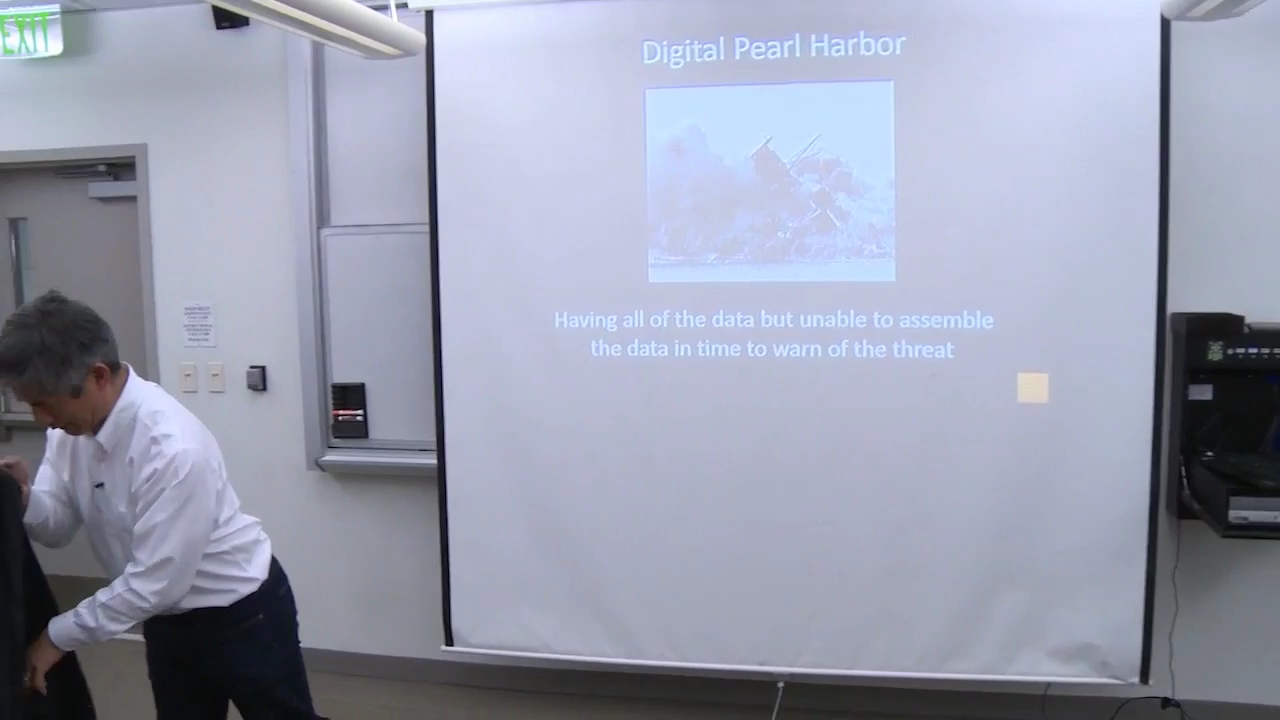 EXIT
Digital Pearl Harbor
Having all of the data but unable to assemble
the data in time to warn of the threat